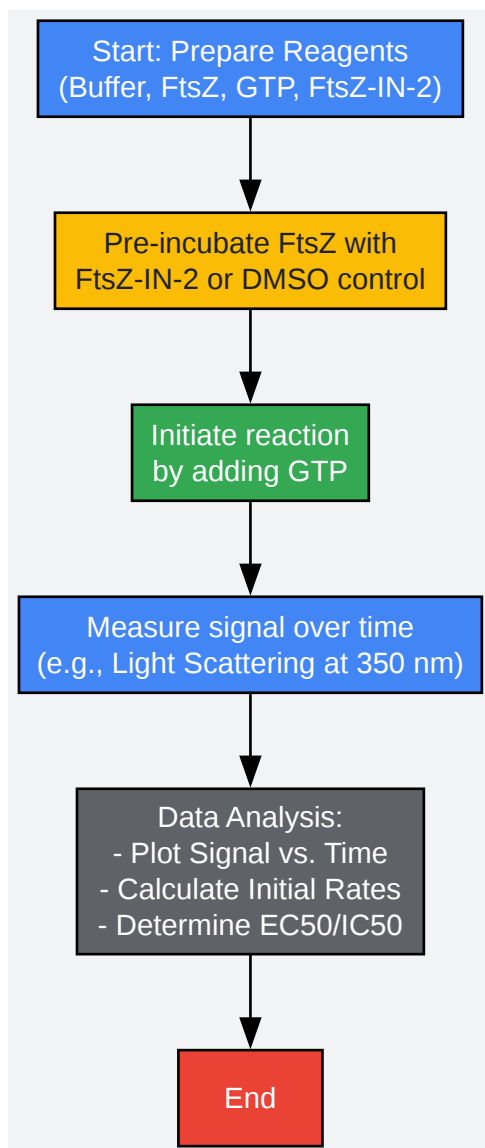 Start: Prepare Reagents
(Buffer, FtsZ, GTP, FtsZ-IN-2)
Pre-incubate FtsZ with
FtsZ-IN-2 or DMSO control
Initiate reaction
by adding GTP
Measure signal over time
(e.g., Light Scattering at 350 nm)
Data Analysis:
- Plot Signal vs. Time
- Calculate Initial Rates
- Determine EC50/IC50
End